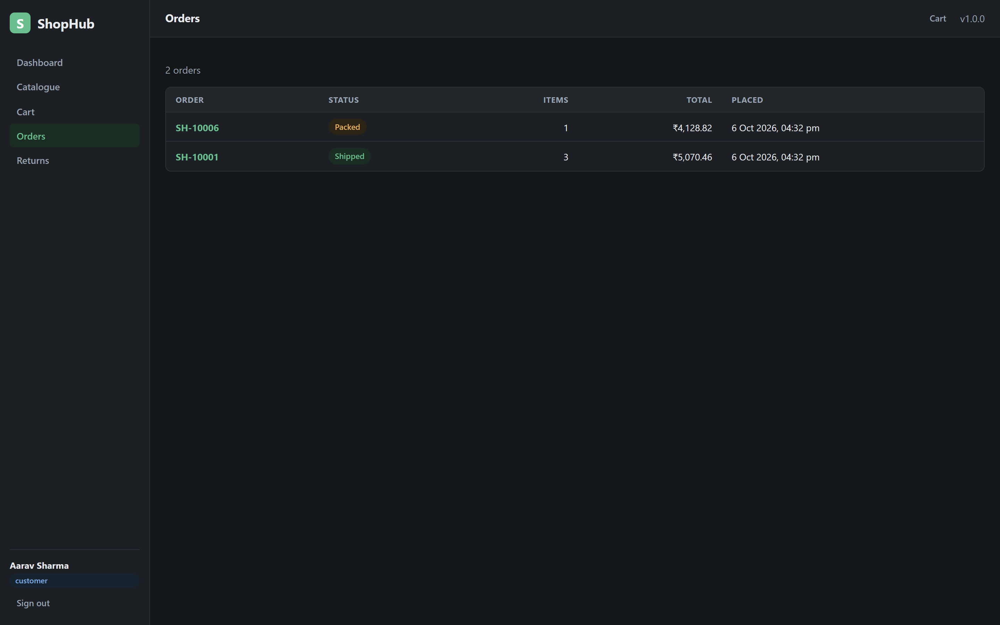 S ShopHub
Dashboard
Catalogue
Cart
Orders
Returns
Aarav Sharma
customer
Sign out
Orders
Cart v1.0.0
2 orders
ORDER STATUS ITEMS TOTAL PLACED
SH-10006 Packed 1 ₹4,128.82 6 Oct 2026, 04:32 pm
SH-10001 Shipped 3 ₹5,070.46 6 Oct 2026, 04:32 pm